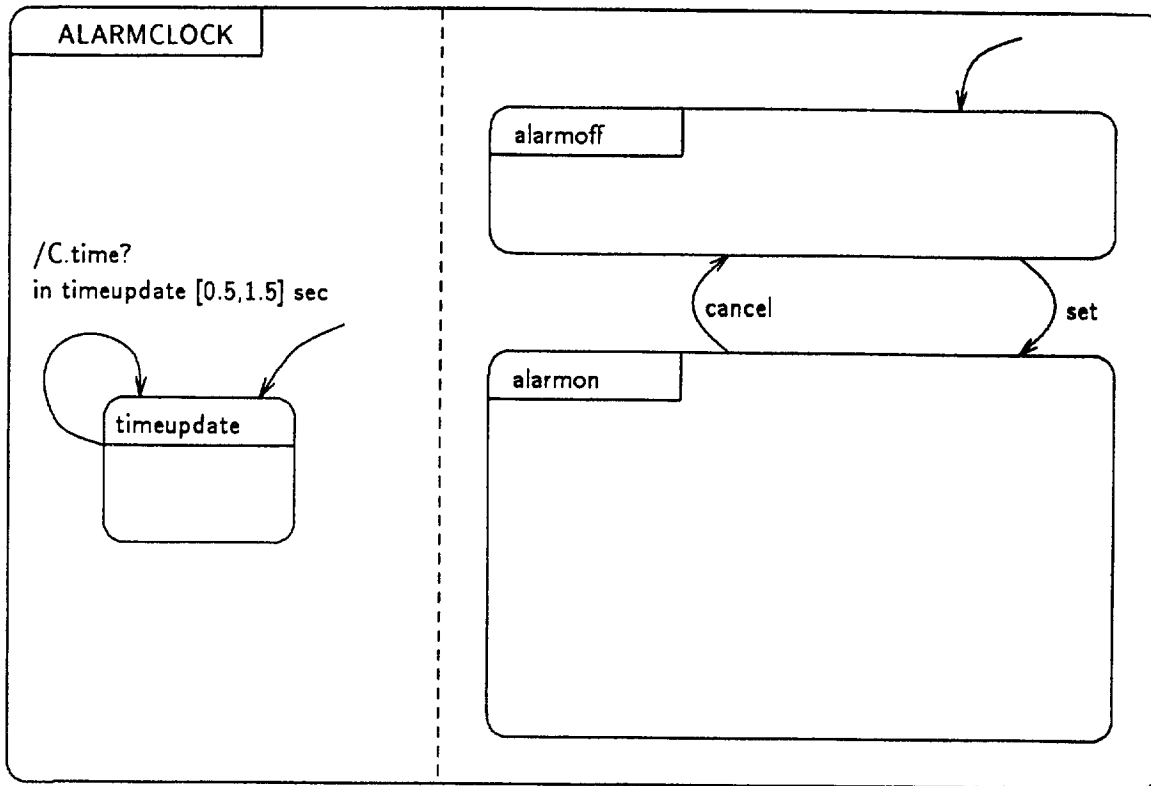 ALARMCLOCK
/C.time?
in timeupdate [0.5,1.5] sec
timeupdate
alarmoff
cancel
set
alarmon